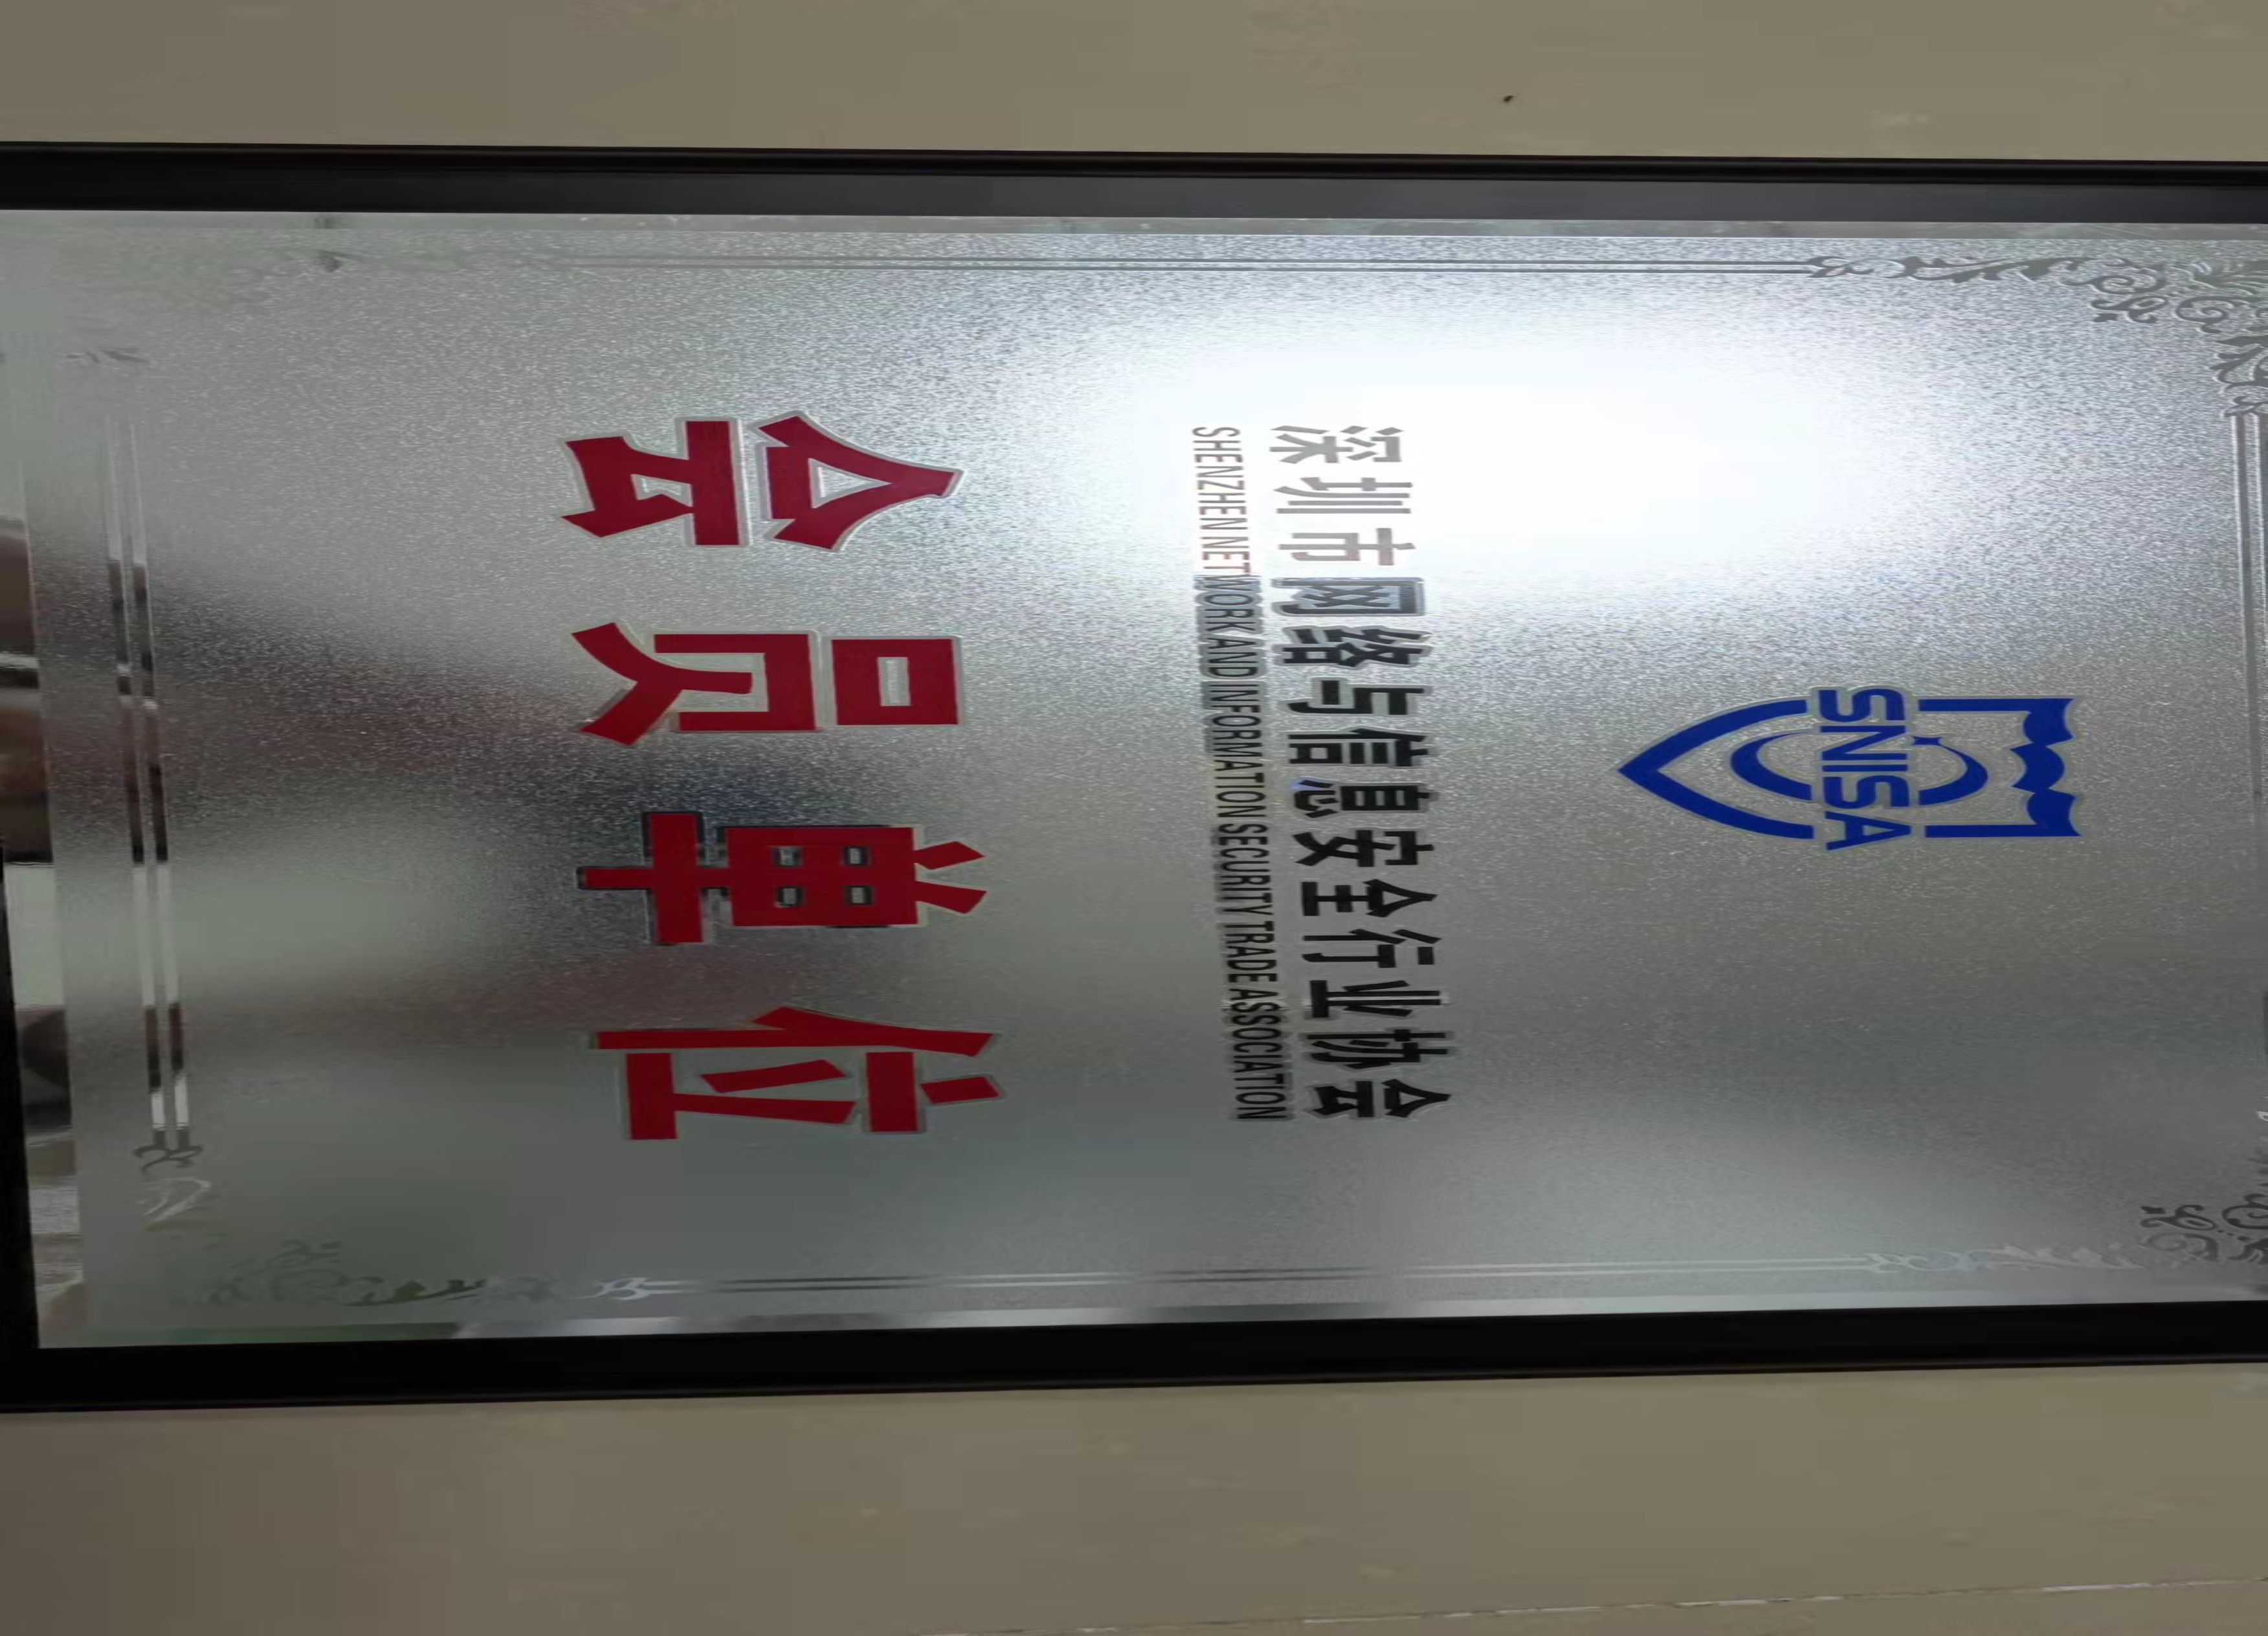 SNISA
深圳市网络与信息安全行业协会
SHENZHEN NETWORK AND INFORMATION SECURITY TRADE ASSOCIATION
会员单位